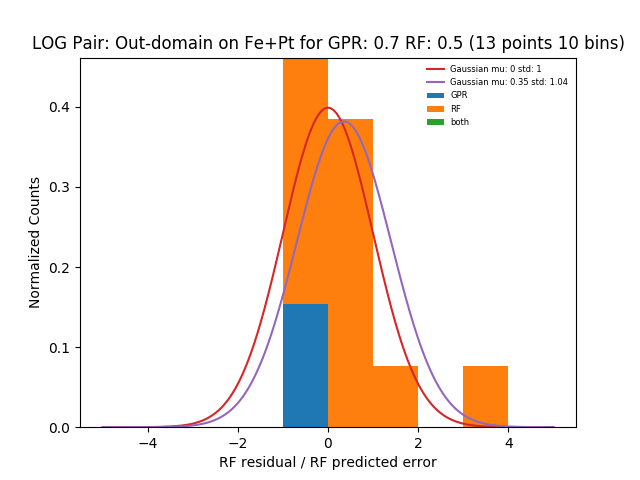 LOG Pair: Out-domain on Fe+Pt for GPR: 0.7 RF: 0.5 (13 points 10 bins)
Gaussian mu: 0 std: 1
Gaussian mu: 0.35 std: 1.04
GPR
RF
both
Normalized Counts
0.4
0.3
0.2
0.1
0.0
−4
−2
0
2
4
RF residual / RF predicted error